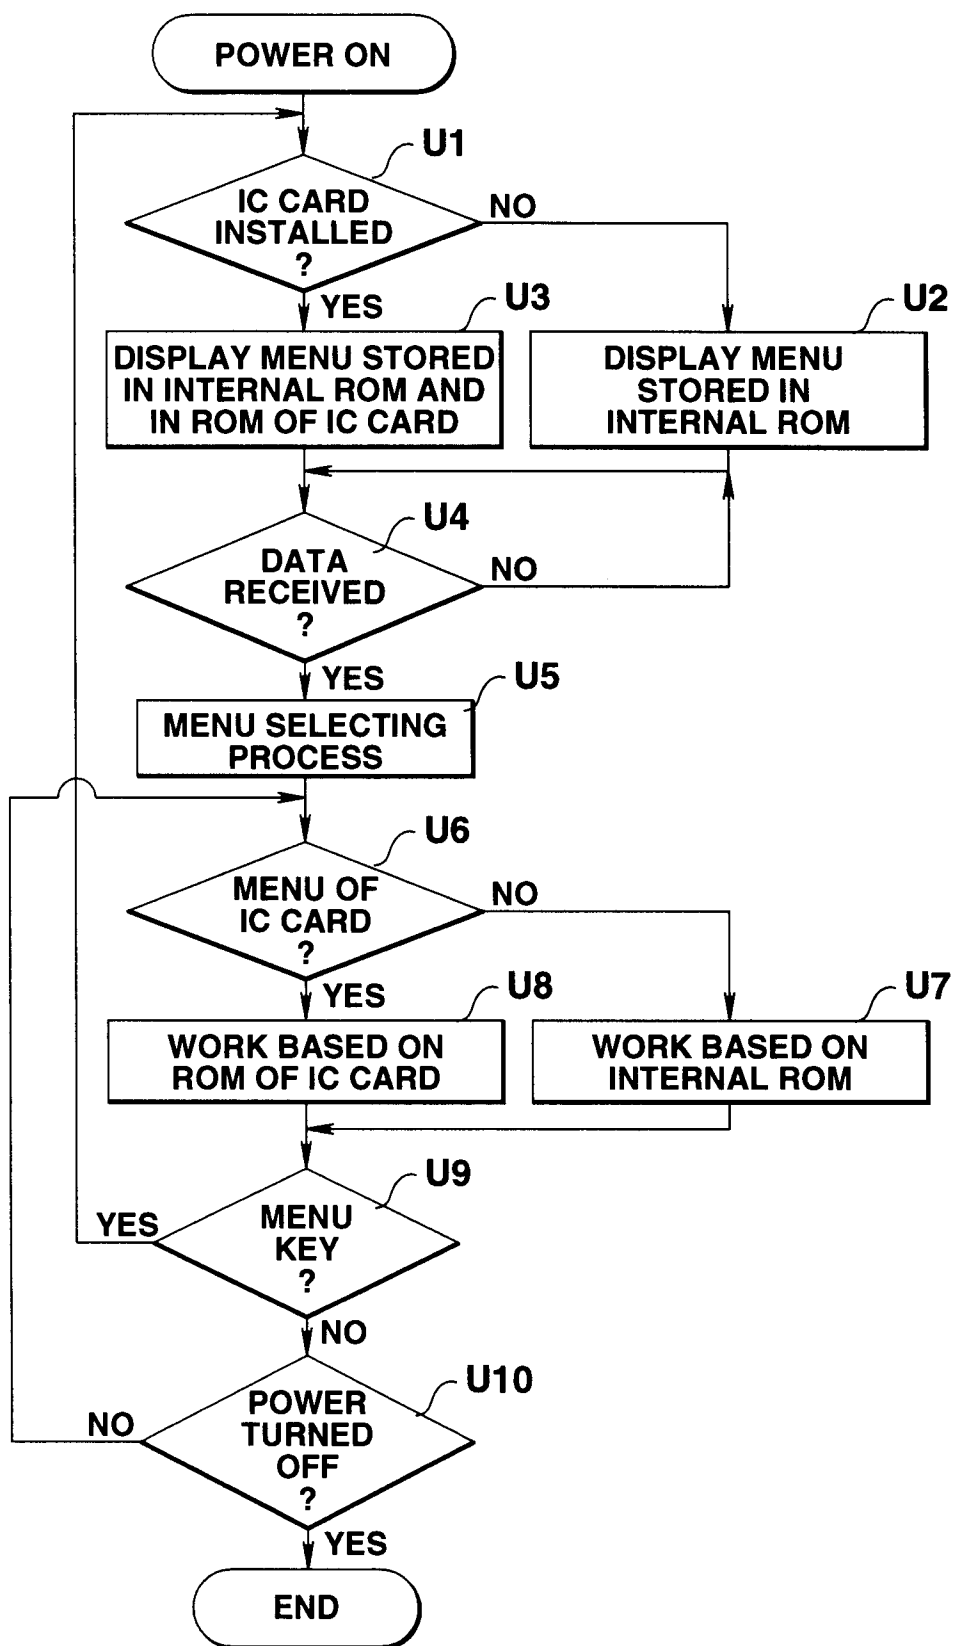 POWER ON
U1
IC CARD
INSTALLED
?
NO
YES
U3
U2
DISPLAY MENU STORED
IN INTERNAL ROM AND
IN ROM OF IC CARD
DISPLAY MENU
STORED IN
INTERNAL ROM
U4
DATA
RECEIVED
?
NO
YES
U5
MENU SELECTING
PROCESS
U6
MENU OF
IC CARD
?
NO
YES
U8
U7
WORK BASED ON
ROM OF IC CARD
WORK BASED ON
INTERNAL ROM
U9
MENU
KEY
?
YES
NO
U10
POWER
TURNED
OFF
?
NO
YES
END